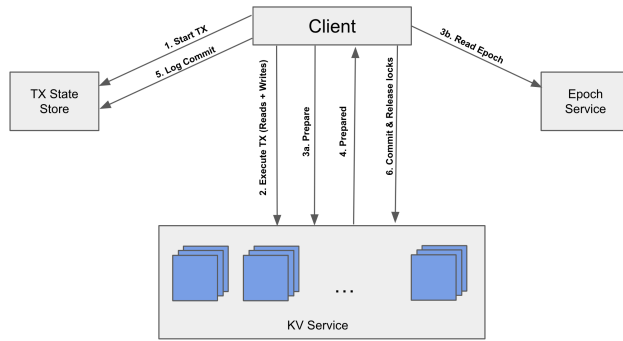 Client
1. Start TX
5. Log Commit
3b. Read Epoch
TX State
Store
Epoch
Service
2. Execute TX (Reads + Writes)
3a. Prepare
4. Prepared
6. Commit & Release locks
...
KV Service